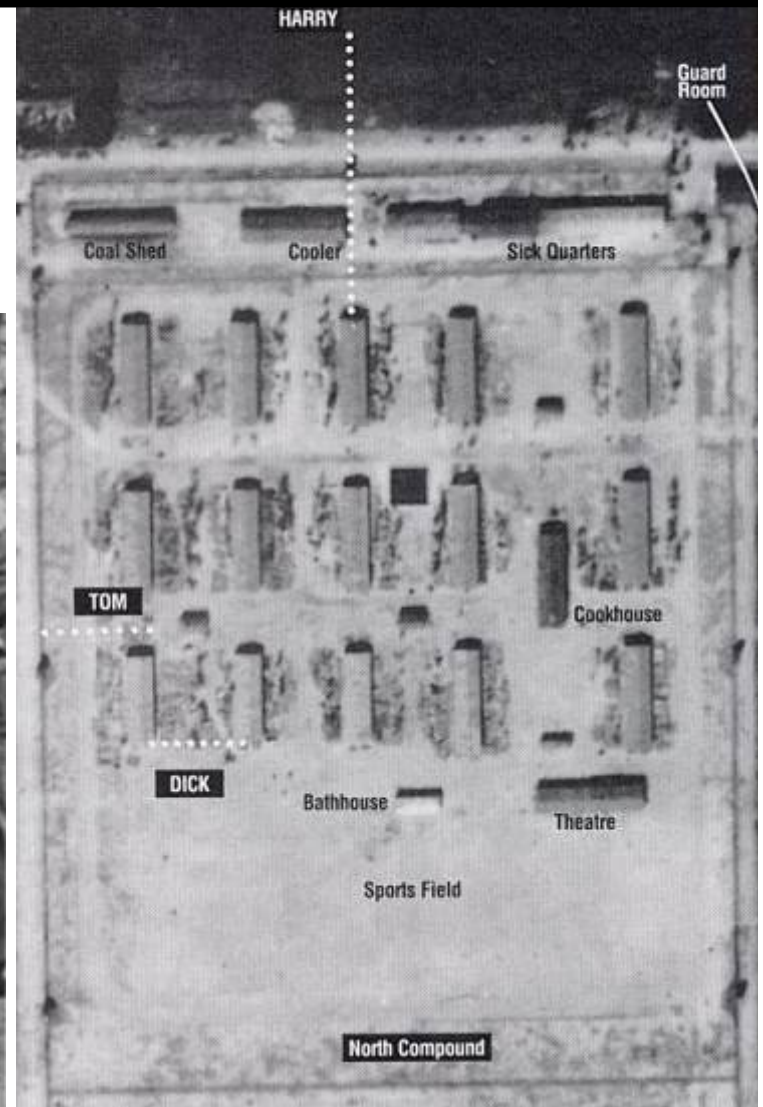 HARRY
Guard
Room
Coal Shed
Cooler
Sick Quarters
TOM
Cookhouse
DICK
Bathhouse
Theatre
Sports Field
North Compound